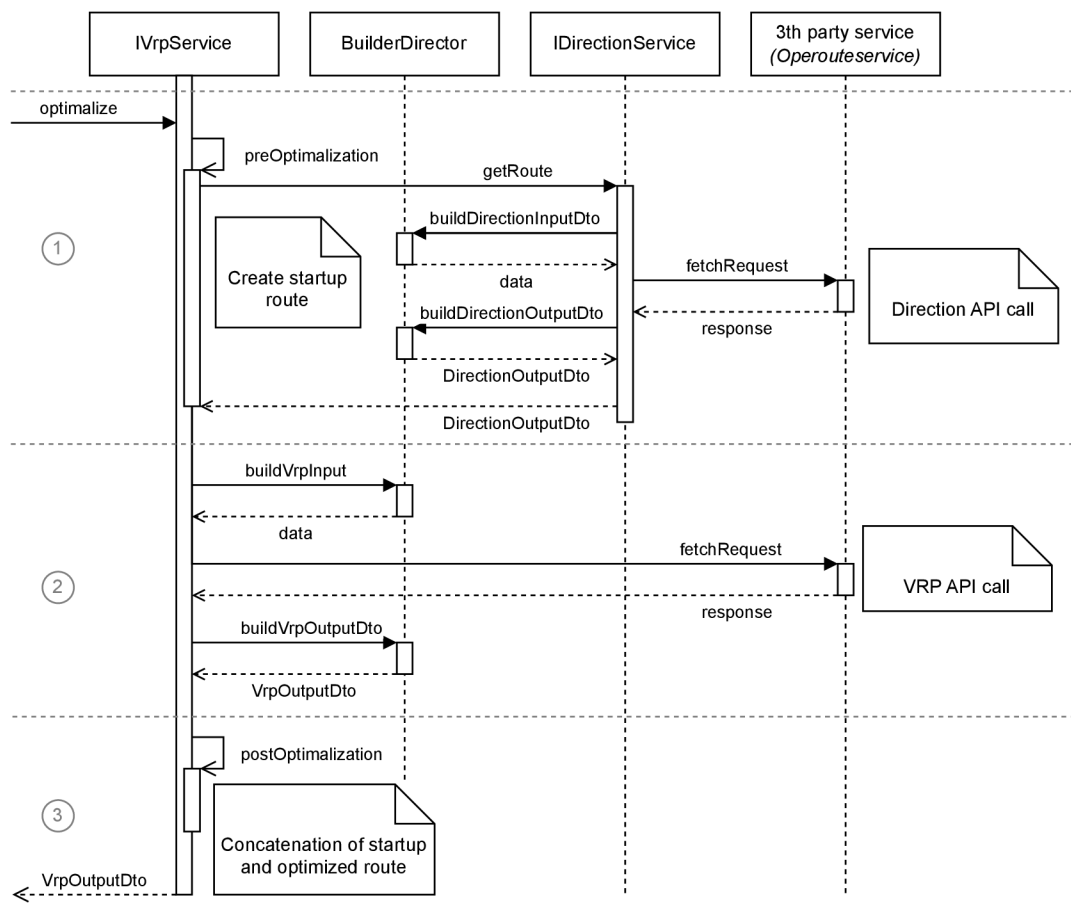 IVrpService
BuilderDirector
IDirectionService
3th party service
(Operouteservice)
optimalize
preOptimalization
getRoute
buildDirectionInputDto
1
Create startup
route
data
fetchRequest
Direction API call
buildDirectionOutputDto
response
DirectionOutputDto
DirectionOutputDto
buildVrpInput
data
fetchRequest
2
VRP API call
response
buildVrpOutputDto
VrpOutputDto
postOptimalization
3
Concatenation of startup
and optimized route
VrpOutputDto